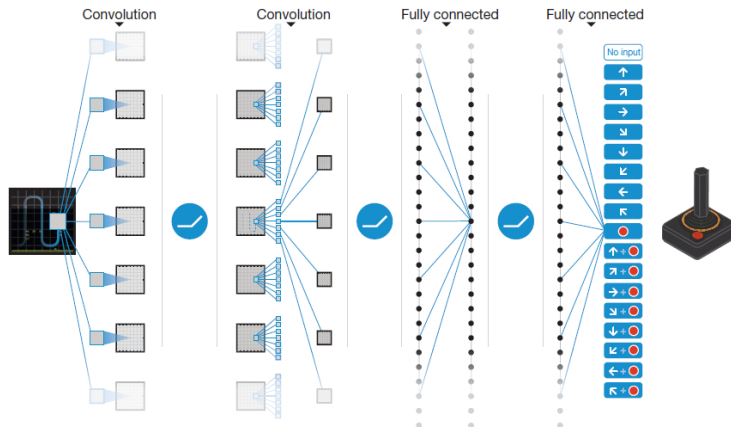 Convolution
Convolution
Fully connected
Fully connected
No input
+
+
+
+
+
+
+
+